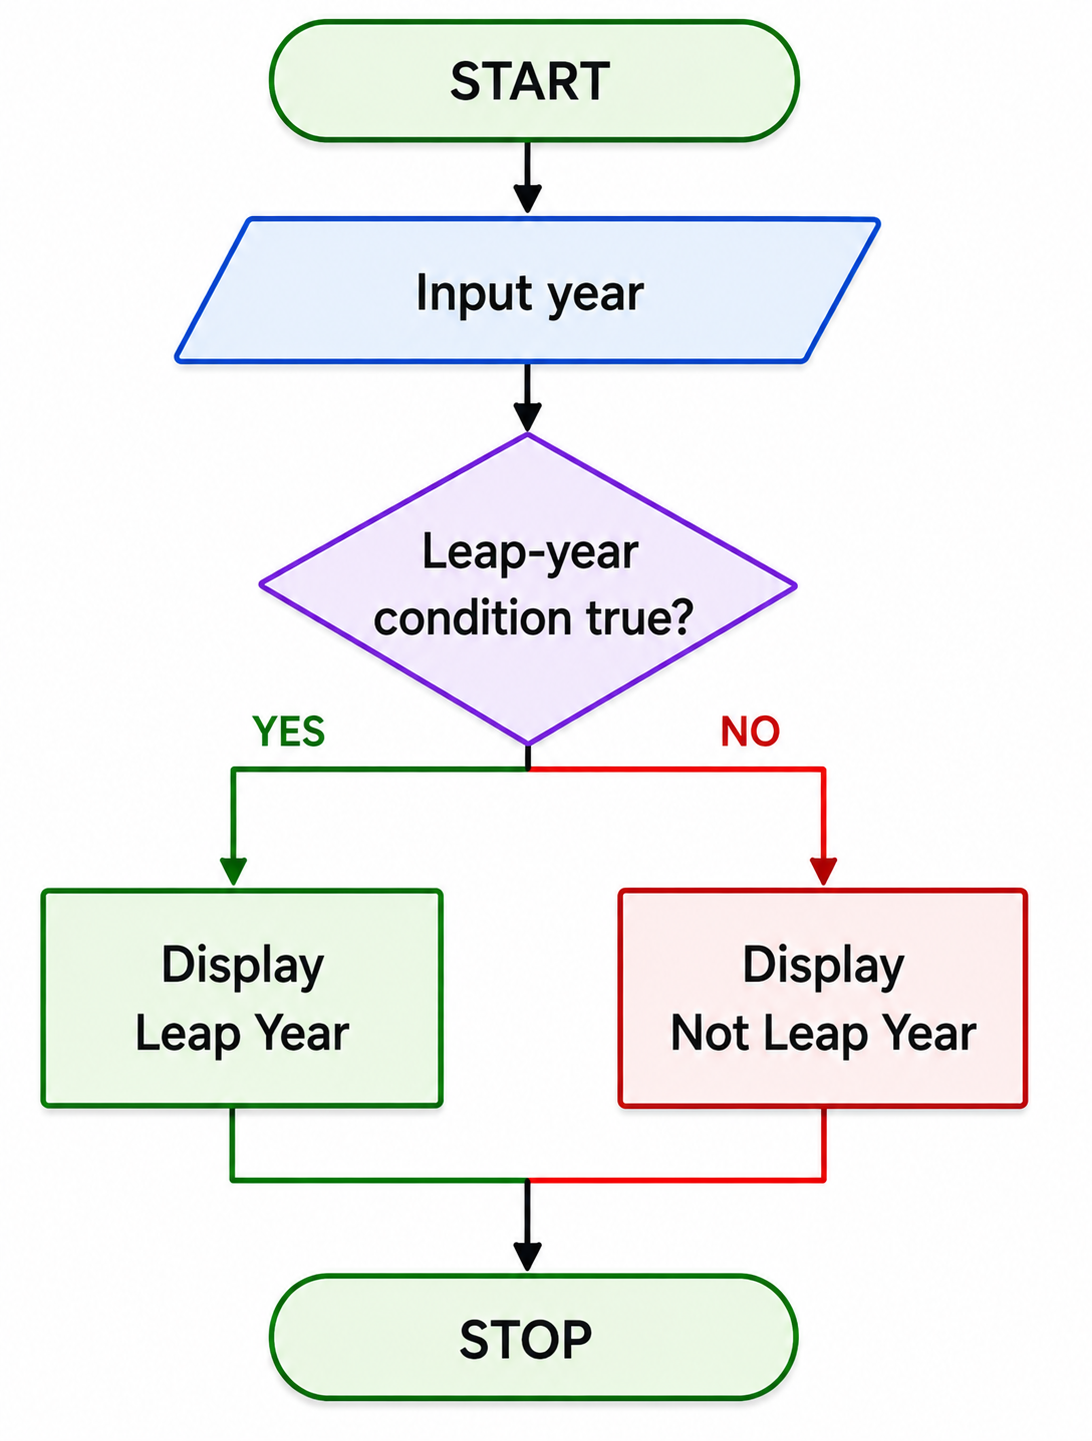 START
Input year
Leap-year
condition true?
YES
NO
Display
Leap Year
Display
Not Leap Year
STOP